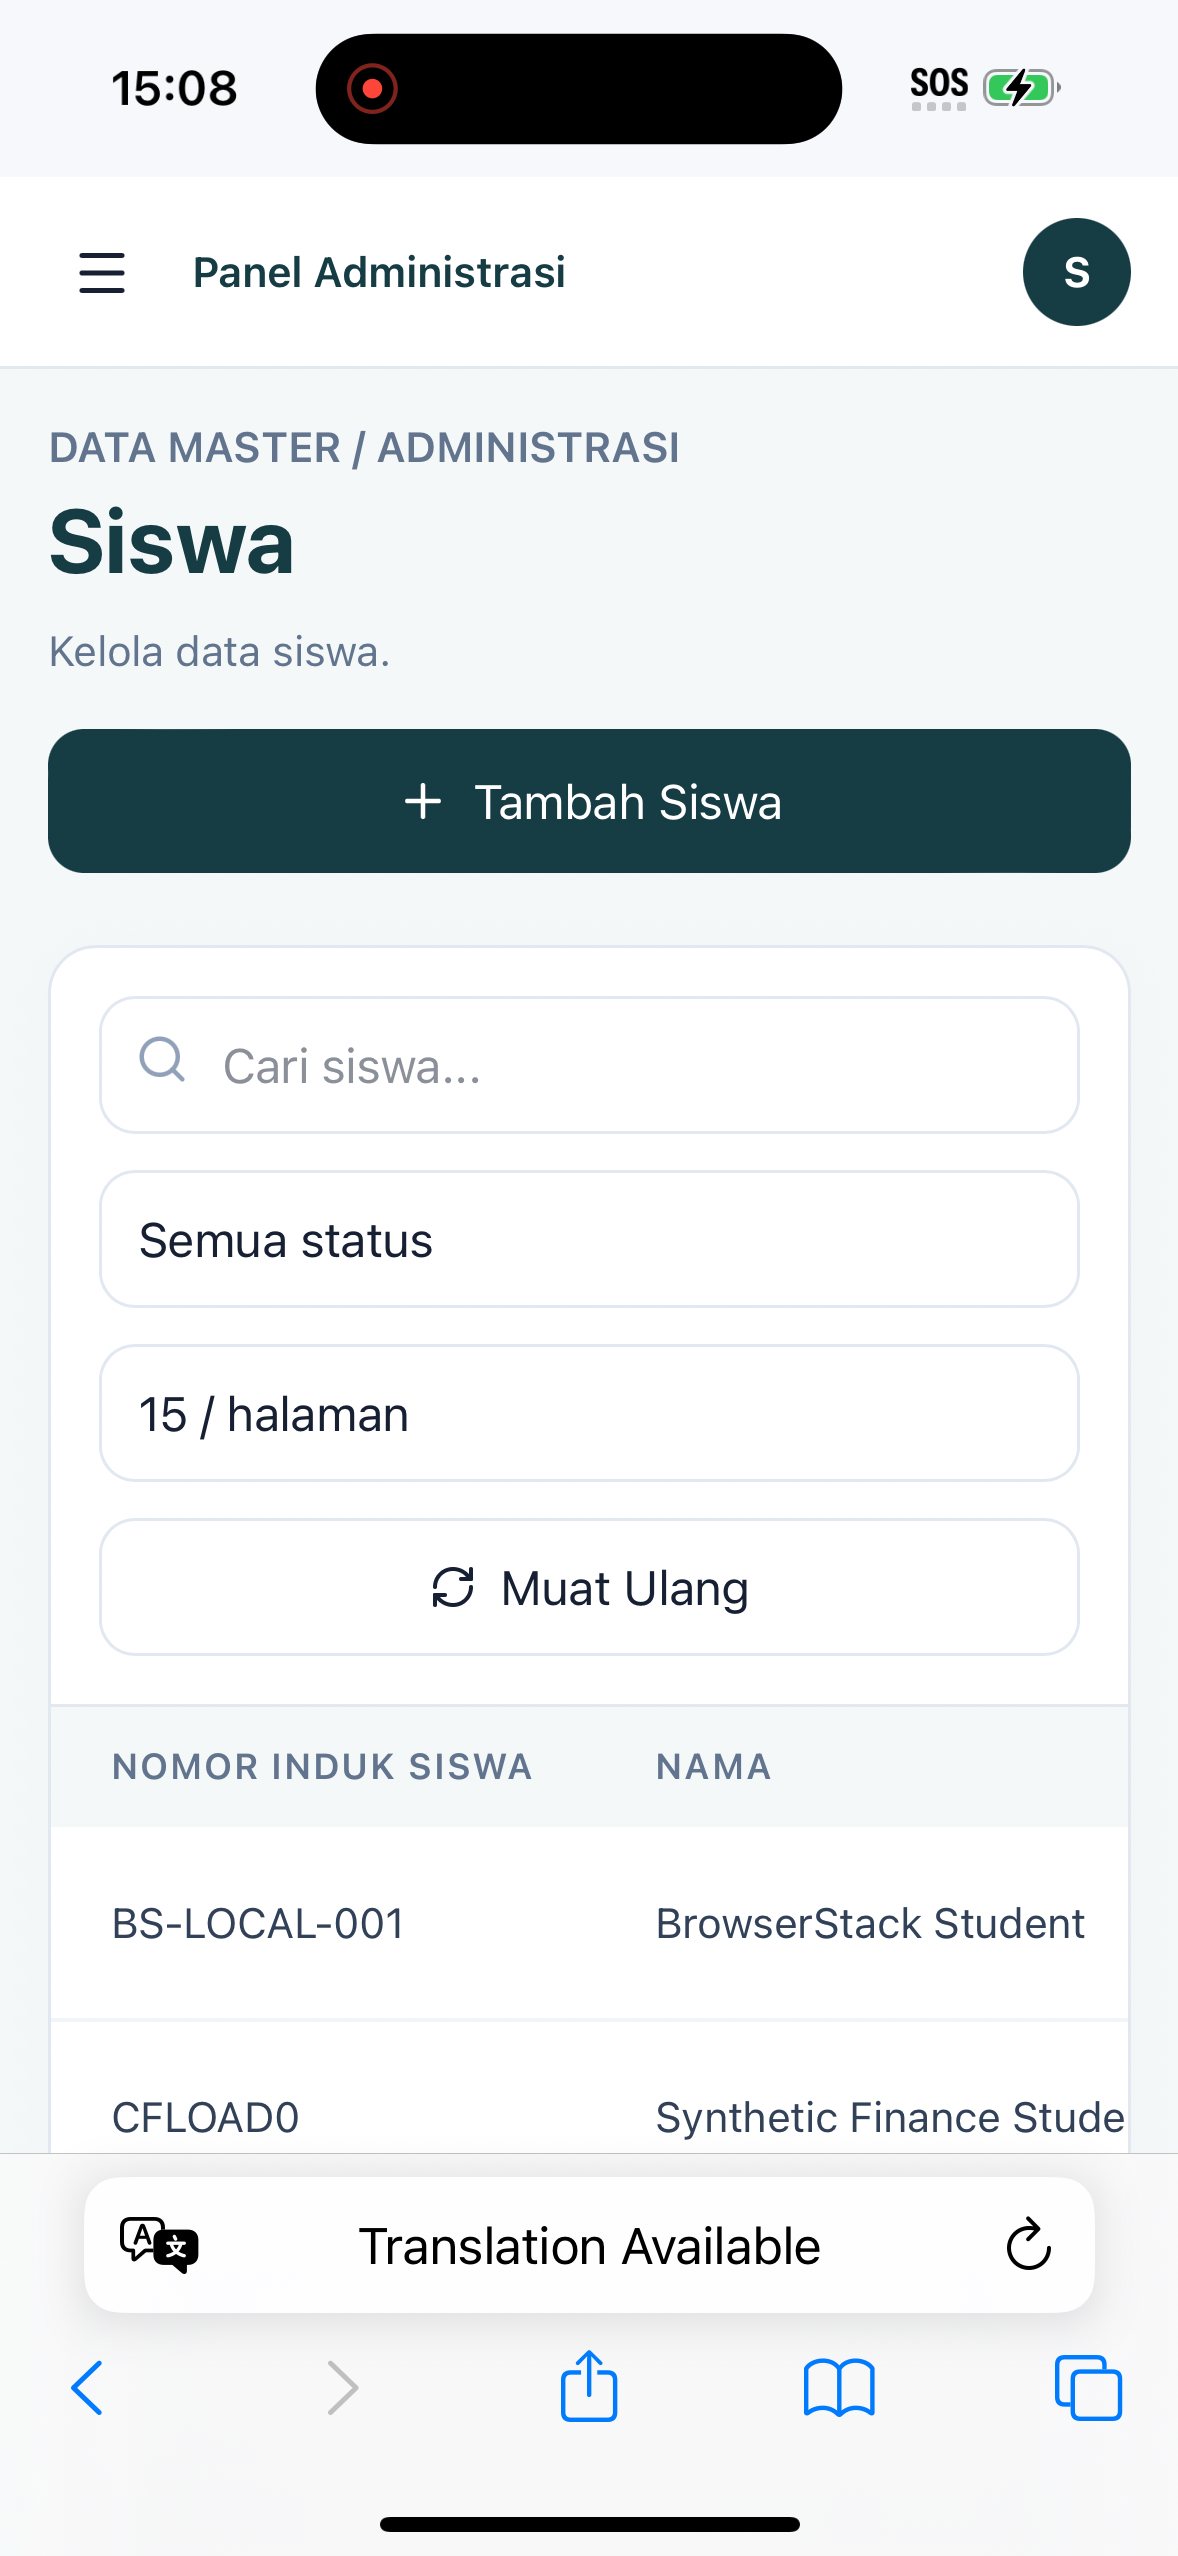 15:08
SOS
Panel Administrasi
S
DATA MASTER / ADMINISTRASI
Siswa
Kelola data siswa.
+ Tambah Siswa
Cari siswa...
Semua status
15 / halaman
Muat Ulang
NOMOR INDUK SISWA NAMA
BS-LOCAL-001 BrowserStack Student
CFLOAD0 Synthetic Finance Stude
A 文 Translation Available